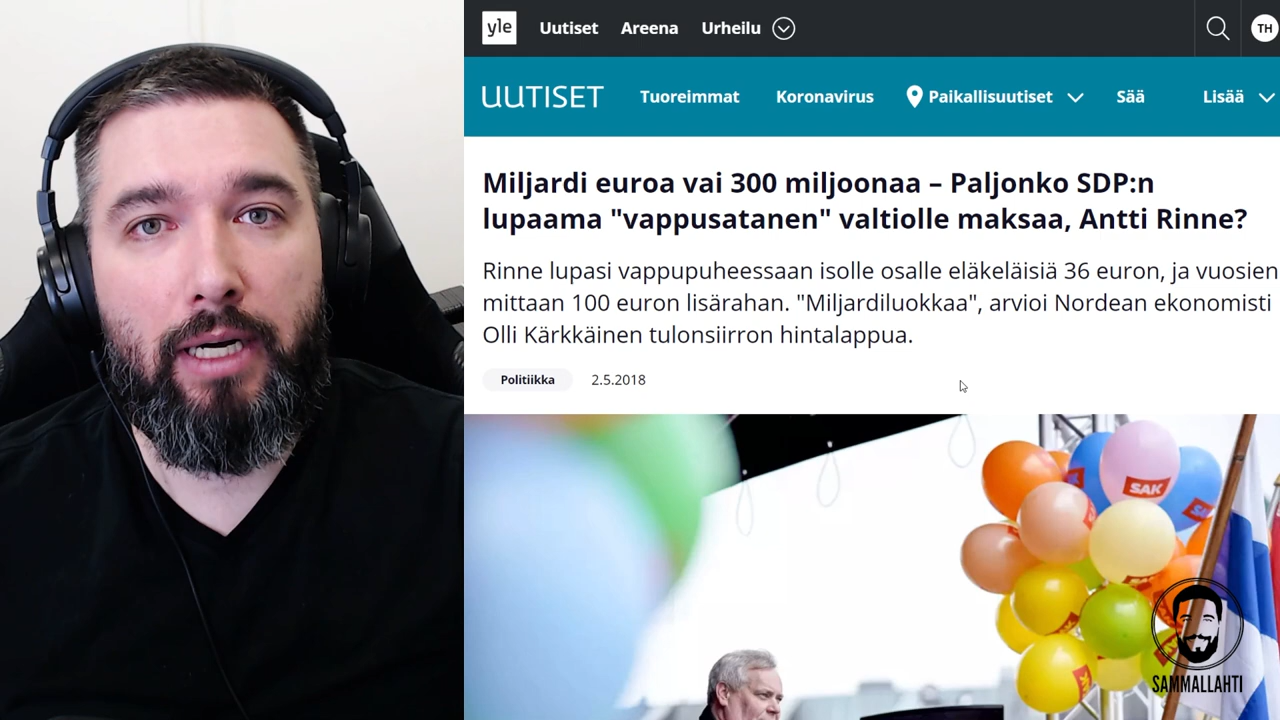 yle Uutiset Areena Urheilu TH
UUTISET Tuoreimmat Koronavirus Paikallisuutiset Sää Lisää
Miljardi euroa vai 300 miljoonaa – Paljonko SDP:n
lupaama "vappusatanen" valtiolle maksaa, Antti Rinne?
Rinne lupasi vappupuheessaan isolle osalle eläkeläisiä 36 euron, ja vuosien
mittaan 100 euron lisärahan. "Miljardiluokkaa", arvioi Nordean ekonomisti
Olli Kärkkäinen tulonsiirron hintalappua.
Politiikka 2.5.2018
SAK
SAK
SAK
SAMMALLAHTI